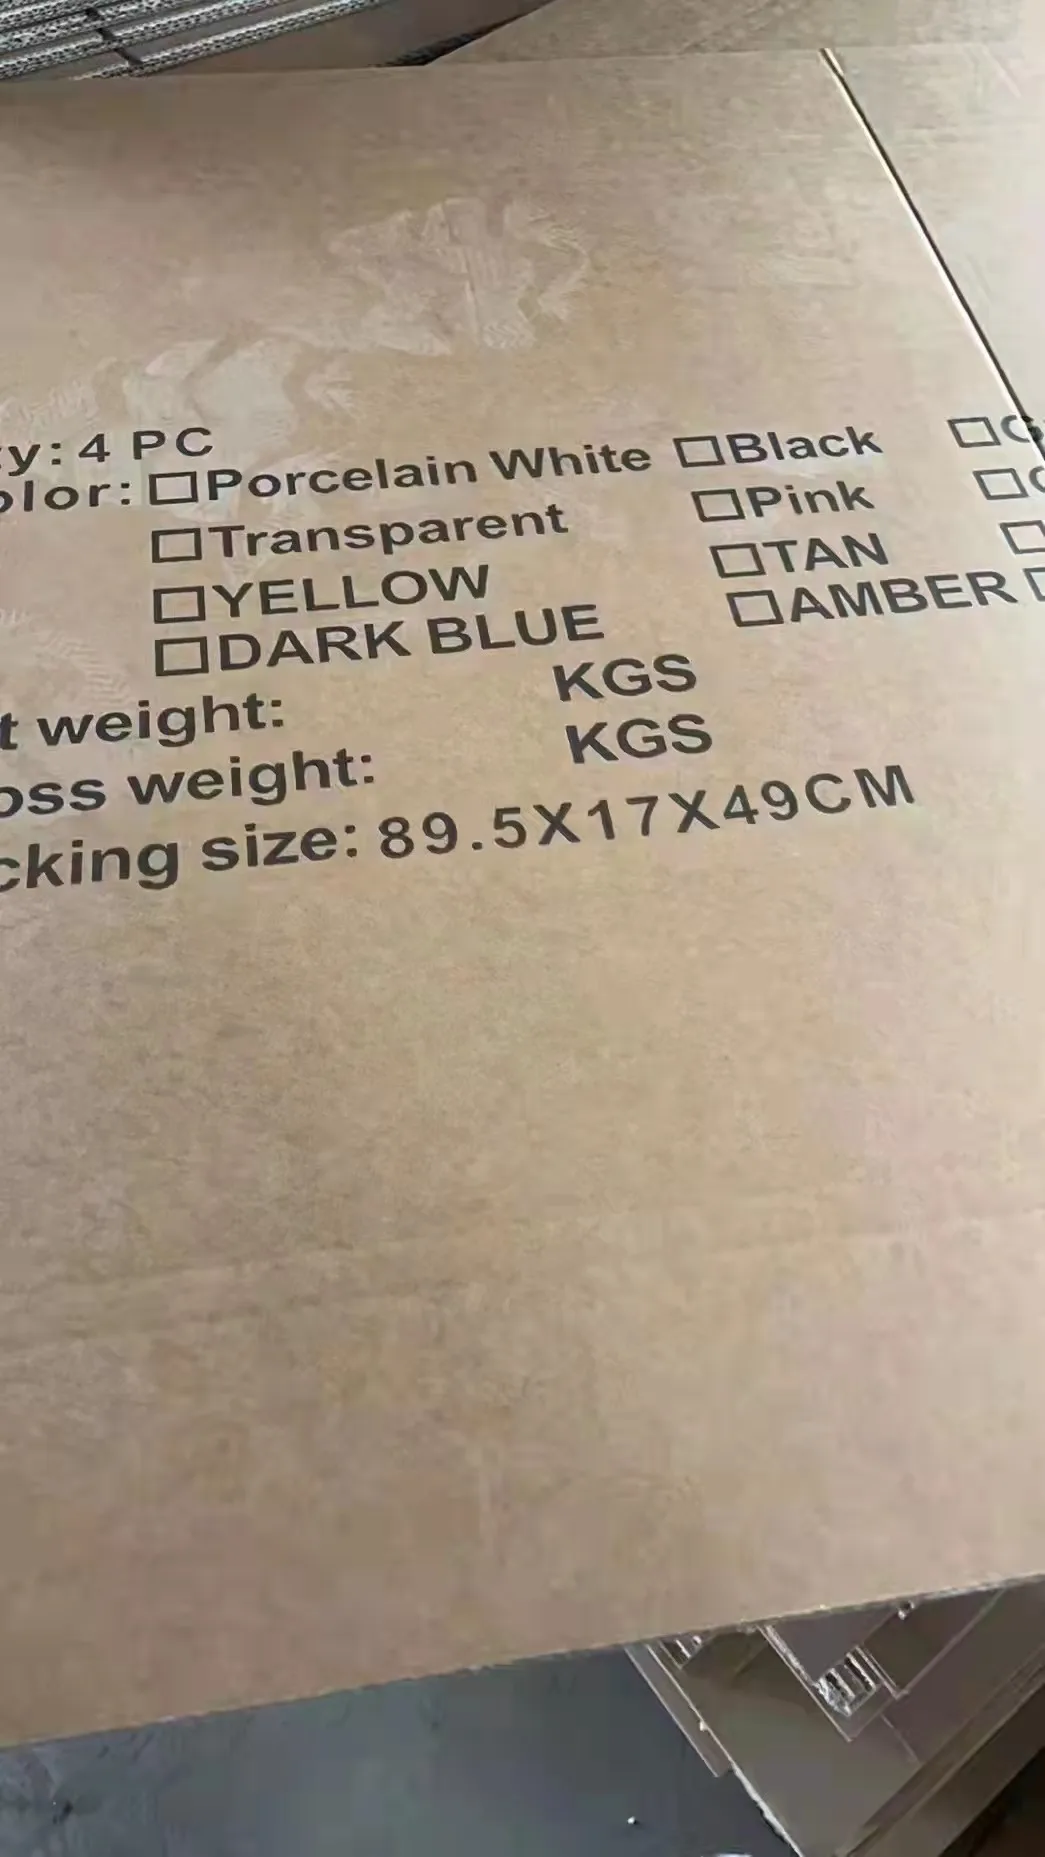 y: 4 PC
olor: □Porcelain White □Black □G
□Transparent □Pink □
□YELLOW □TAN □
□DARK BLUE □AMBER □
t weight: KGS
oss weight: KGS
cking size: 89.5X17X49CM